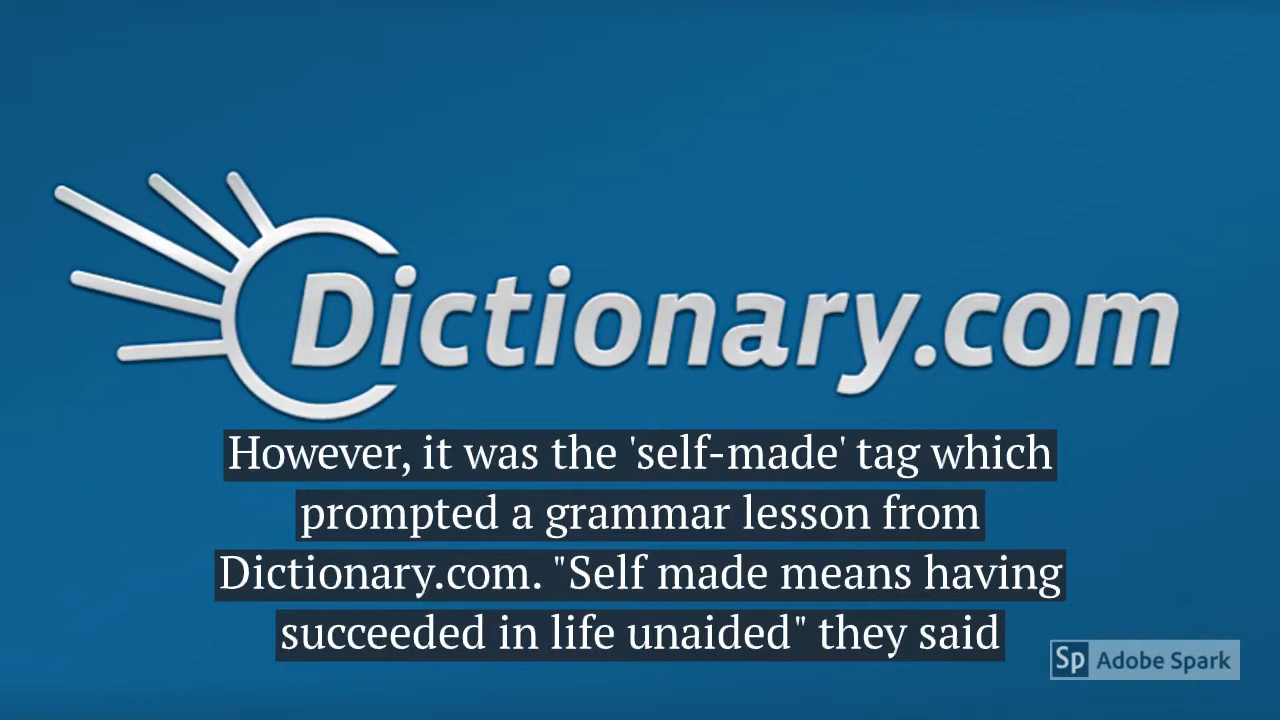 Dictionary.com
However, it was the 'self-made' tag which
prompted a grammar lesson from
Dictionary.com. "Self made means having
succeeded in life unaided" they said
Sp Adobe Spark